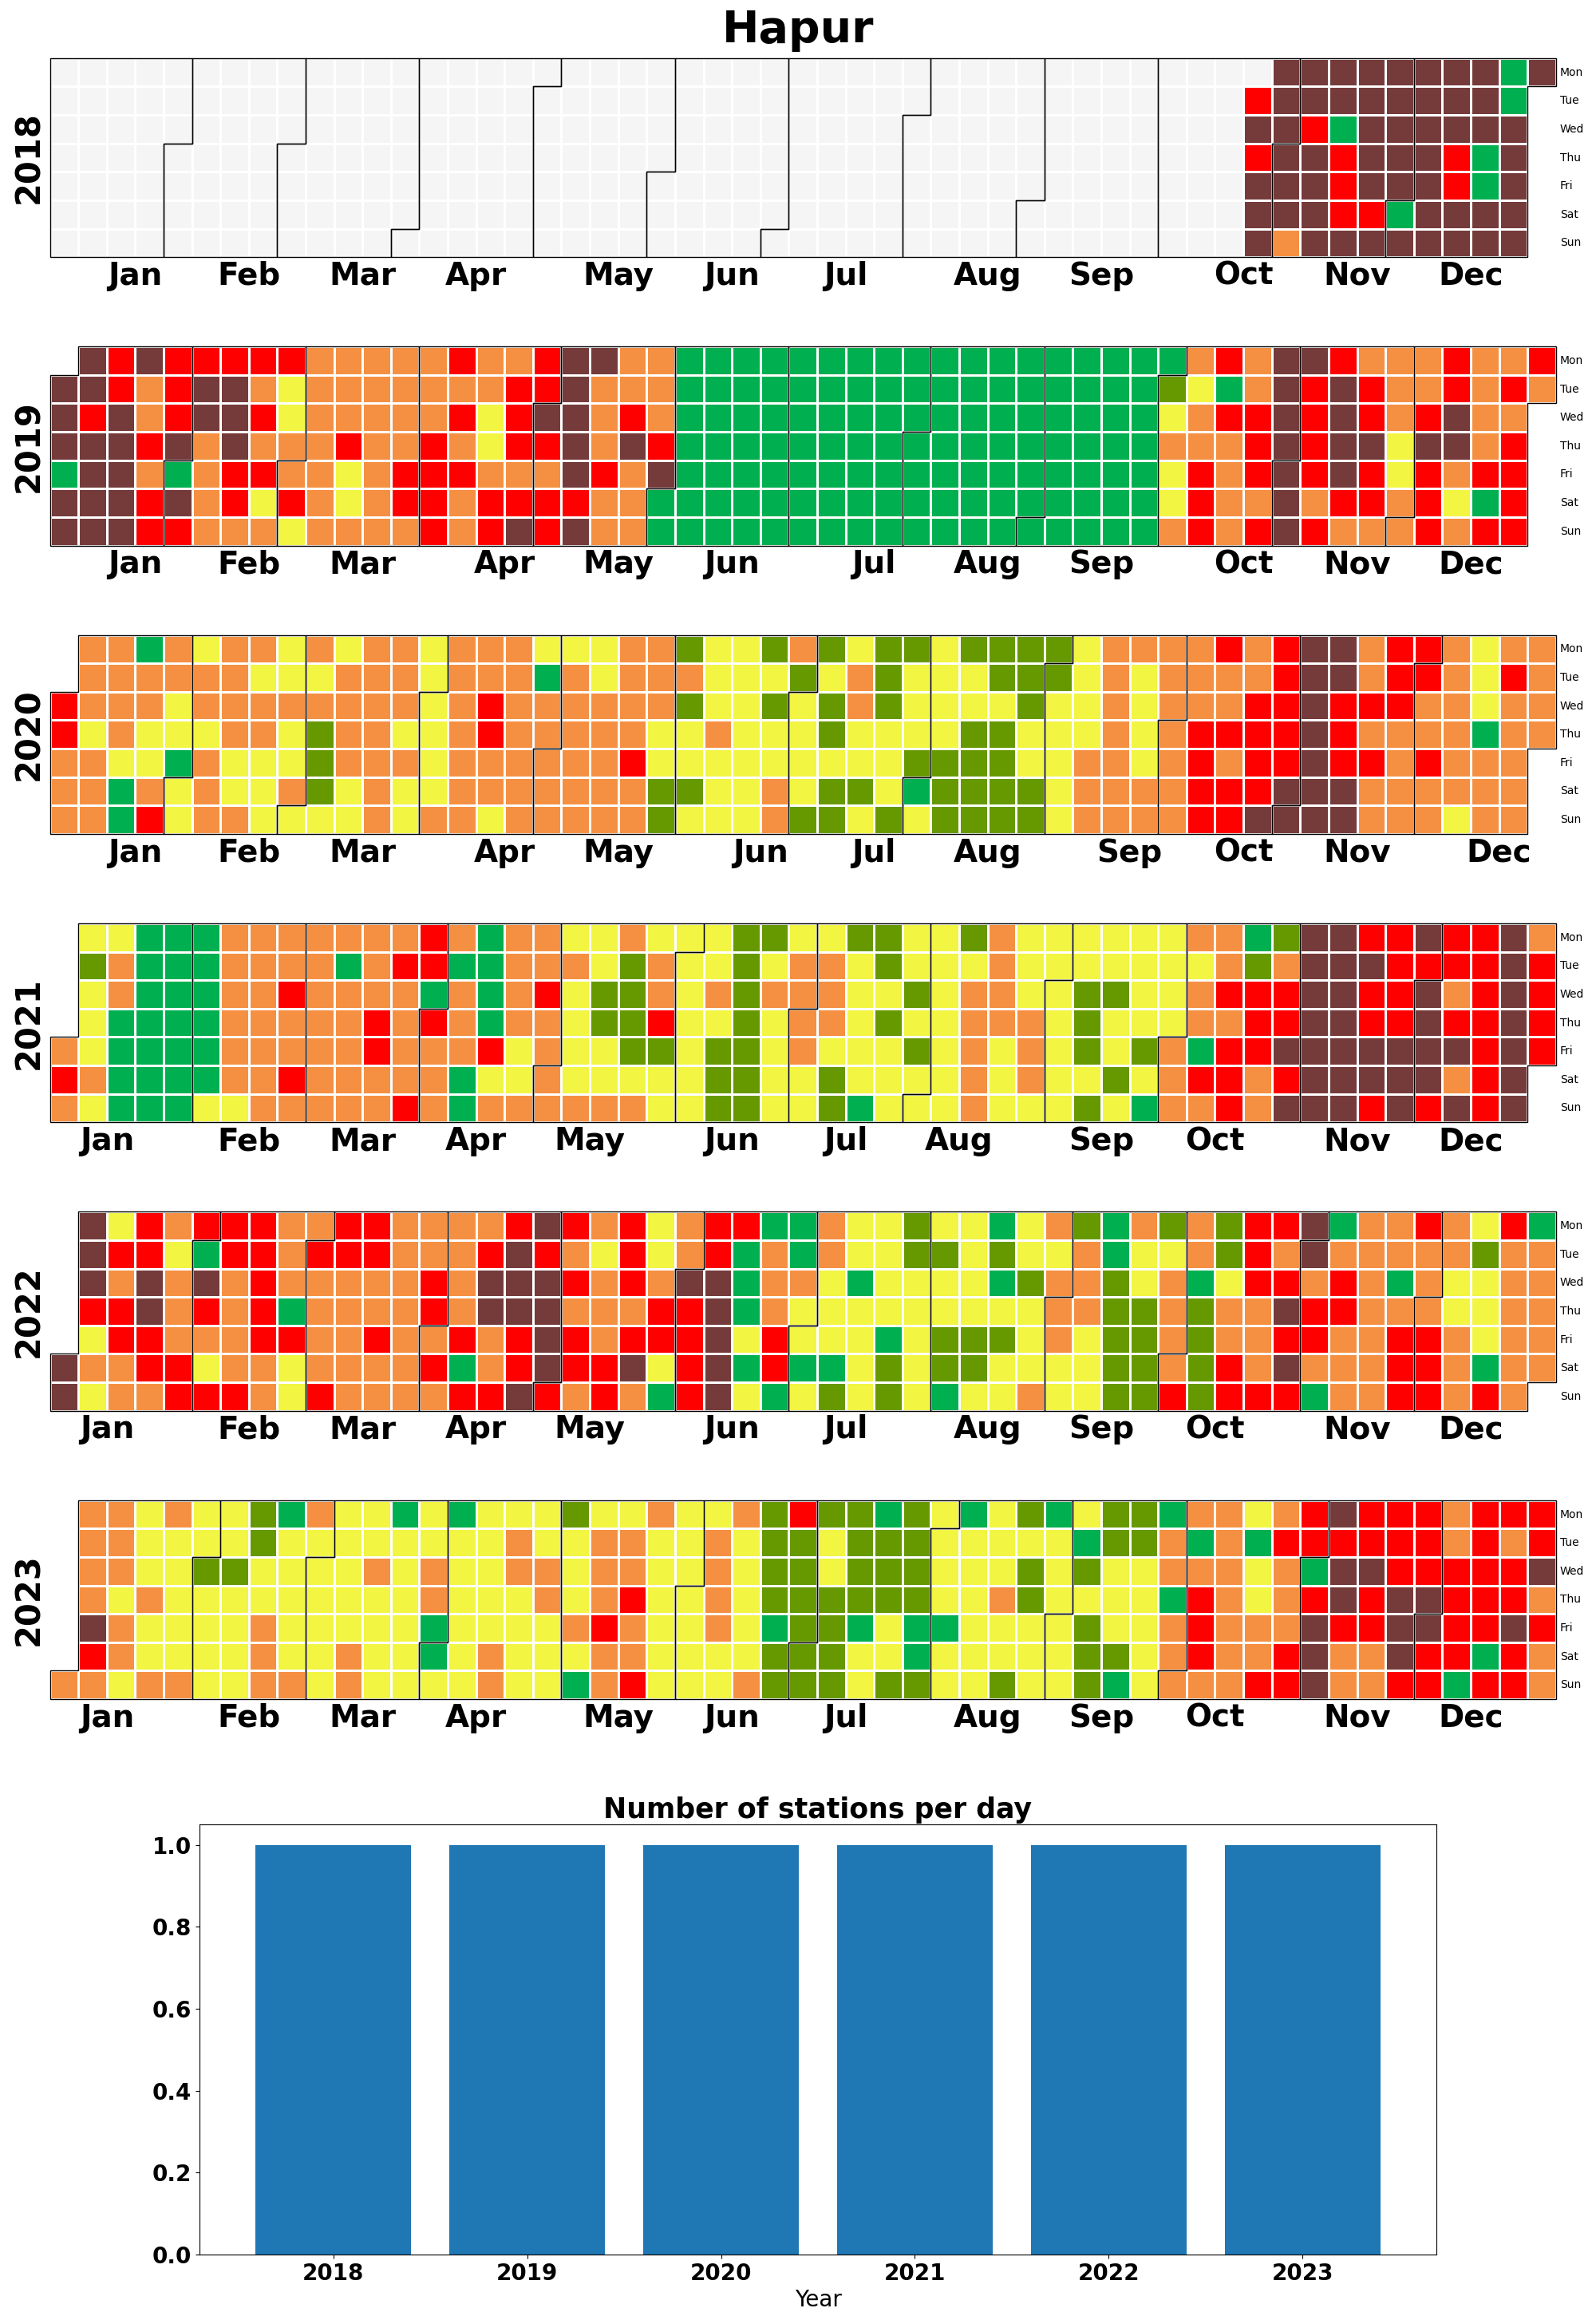 Hapur
2018
Mon
Tue
Wed
Thu
Fri
Sat
Sun
Jan Feb Mar Apr May Jun Jul Aug Sep Oct Nov Dec
2019
Mon
Tue
Wed
Thu
Fri
Sat
Sun
Jan Feb Mar Apr May Jun Jul Aug Sep Oct Nov Dec
2020
Mon
Tue
Wed
Thu
Fri
Sat
Sun
Jan Feb Mar Apr May Jun Jul Aug Sep Oct Nov Dec
2021
Mon
Tue
Wed
Thu
Fri
Sat
Sun
Jan Feb Mar Apr May Jun Jul Aug Sep Oct Nov Dec
2022
Mon
Tue
Wed
Thu
Fri
Sat
Sun
Jan Feb Mar Apr May Jun Jul Aug Sep Oct Nov Dec
2023
Mon
Tue
Wed
Thu
Fri
Sat
Sun
Jan Feb Mar Apr May Jun Jul Aug Sep Oct Nov Dec
Number of stations per day
1.0
0.8
0.6
0.4
0.2
0.0
2018 2019 2020 2021 2022 2023
Year